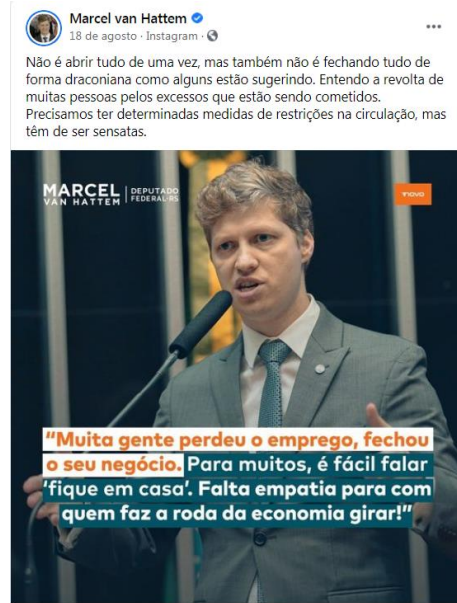 Marcel van Hattem
18 de agosto · Instagram ·
Não é abrir tudo de uma vez, mas também não é fechando tudo de
forma draconiana como alguns estão sugerindo. Entendo a revolta de
muitas pessoas pelos excessos que estão sendo cometidos.
Precisamos ter determinadas medidas de restrições na circulação, mas
têm de ser sensatas.
MARCEL
VAN HATTEM
DEPUTADO
FEDERAL-RS
NOVO
“Muita gente perdeu o emprego, fechou
o seu negócio. Para muitos, é fácil falar
‘fique em casa’. Falta empatia para com
quem faz a roda da economia girar!”